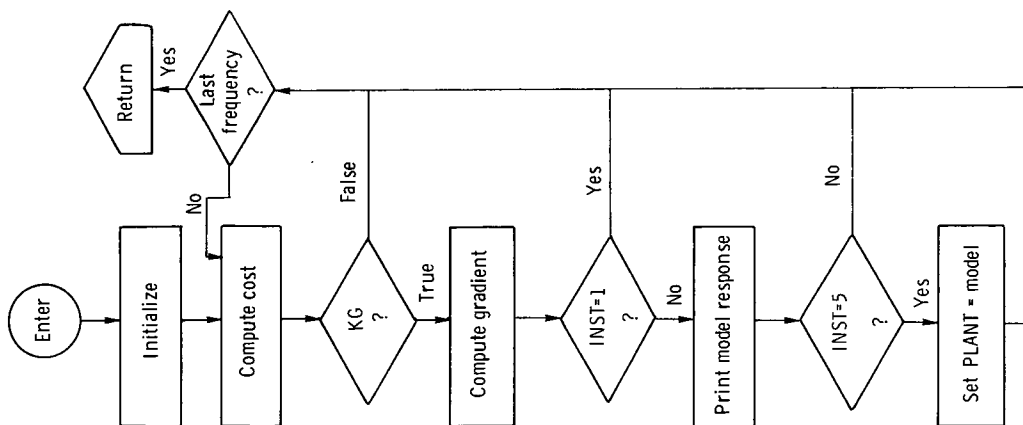 Enter
Initialize
Compute cost
KG
?
True
False
Compute gradient
INST=1
?
Yes
No
Print model response
INST=5
?
No
Yes
Set PLANT = model
Last
frequency
?
No
Yes
Return